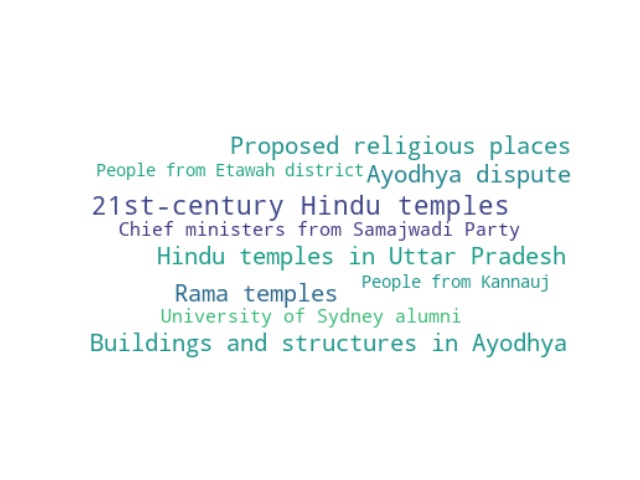 Proposed religious places
People from Etawah district
Ayodhya dispute
21st-century Hindu temples
Chief ministers from Samajwadi Party
Hindu temples in Uttar Pradesh
People from Kannauj
Rama temples
University of Sydney alumni
Buildings and structures in Ayodhya